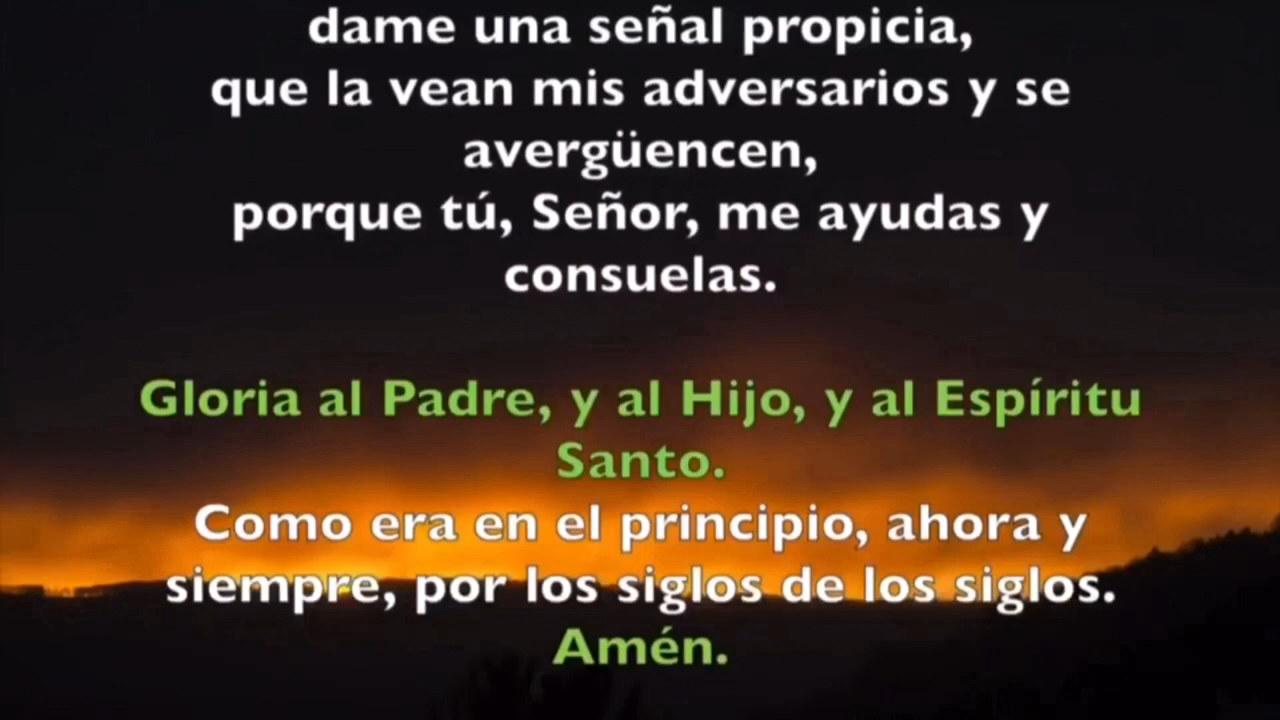 dame una señal propicia,
que la vean mis adversarios y se
avergüencen,
porque tú, Señor, me ayudas y
consuelas.
Gloria al Padre, y al Hijo, y al Espíritu
Santo.
Como era en el principio, ahora y
siempre, por los siglos de los siglos.
Amén.